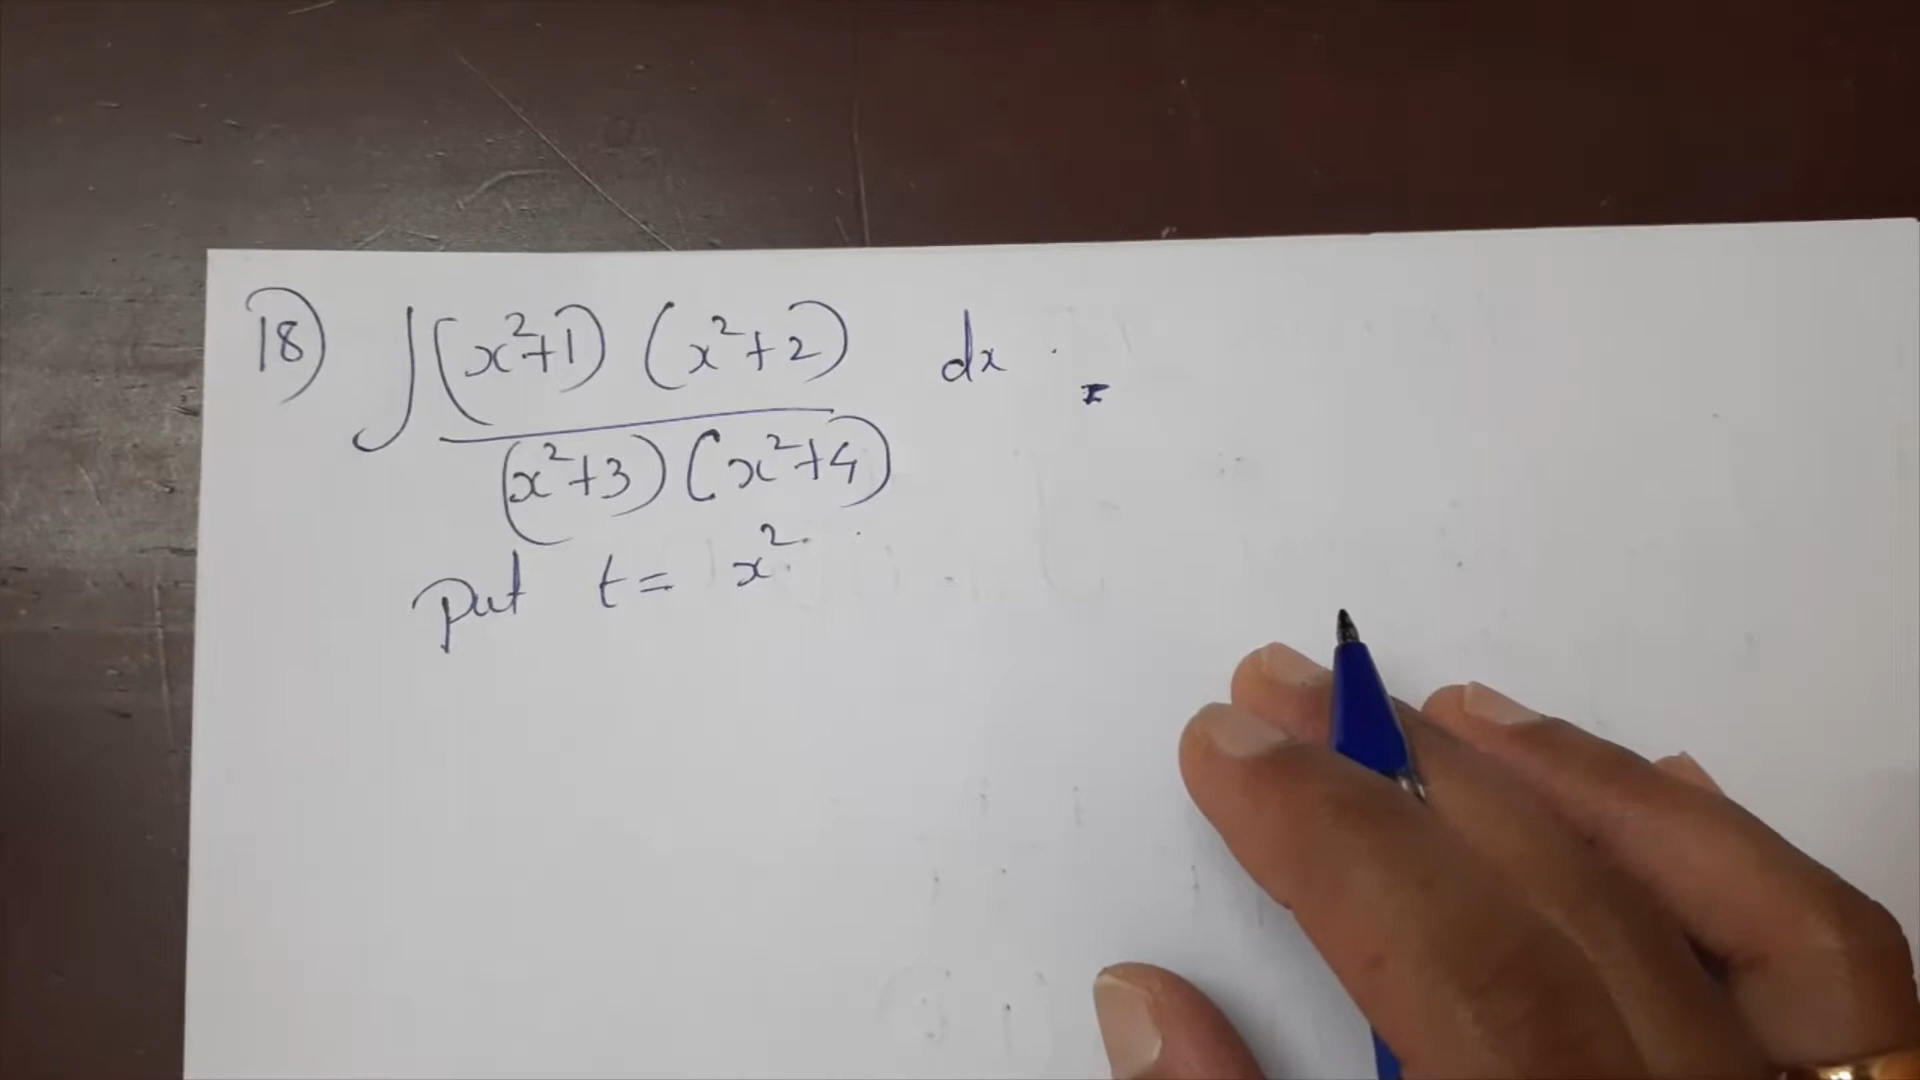 18) ∫ (x²+1) (x²+2) dx
(x²+3) (x²+4)
Put t = x²